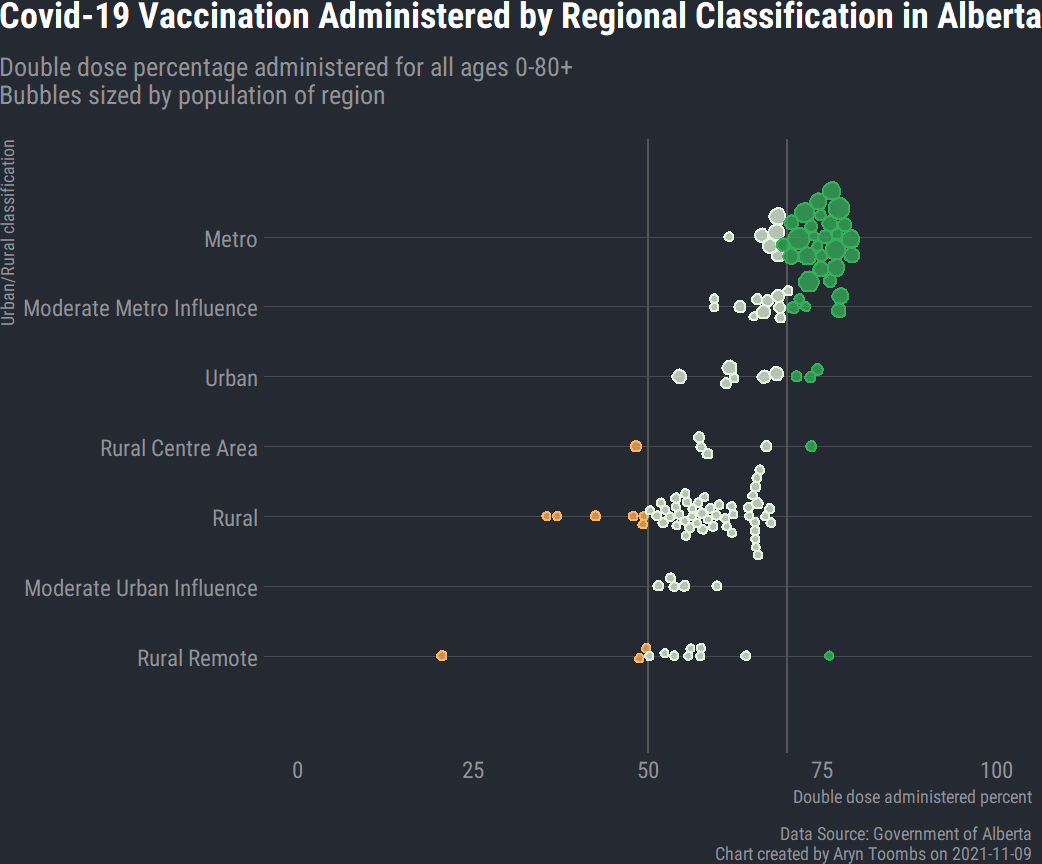 Covid-19 Vaccination Administered by Regional Classification in Alberta
Double dose percentage administered for all ages 0-80+
Bubbles sized by population of region
Urban/Rural classification
Metro
Moderate Metro Influence
Urban
Rural Centre Area
Rural
Moderate Urban Influence
Rural Remote
0 25 50 75 100
Double dose administered percent
Data Source: Government of Alberta
Chart created by Aryn Toombs on 2021-11-09